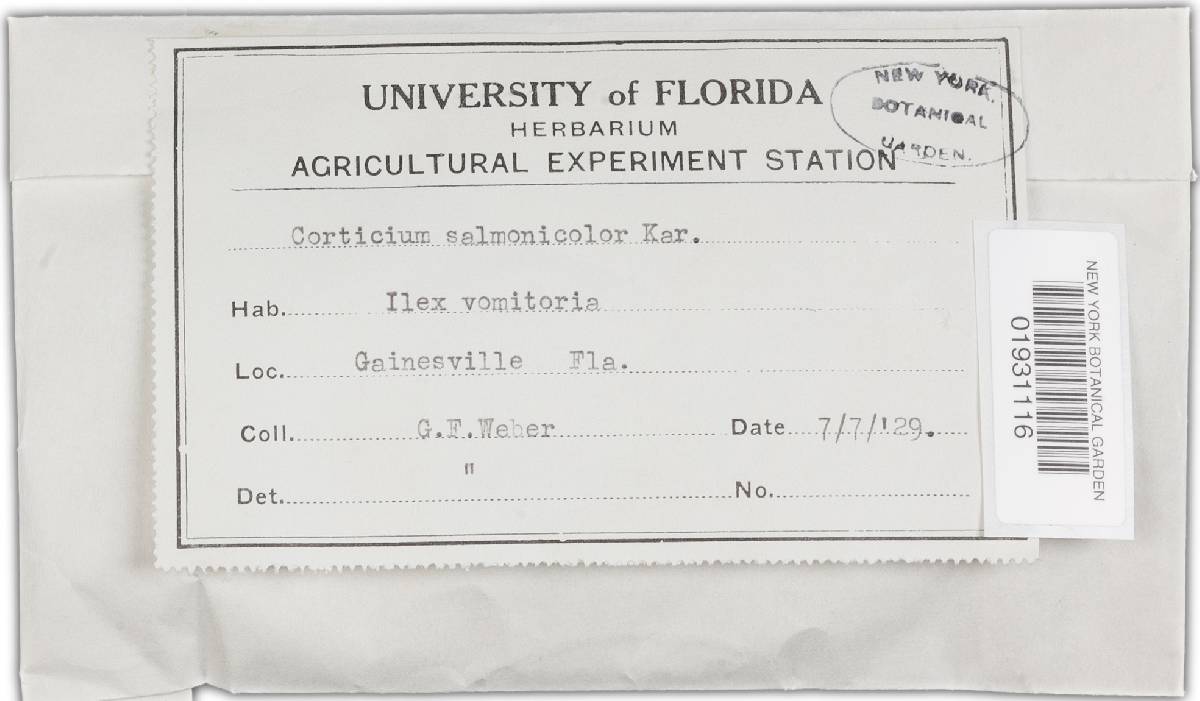 UNIVERSITY of FLORIDA
HERBARIUM
AGRICULTURAL EXPERIMENT STATION
NEW YORK.
BOTANICAL
GARDEN.
Corticium salmonicolor Kar.
Hab. Ilex vomitoria
Loc. Gainesville Fla.
Coll. G.F.Weber Date 7/7/'29.
Det. " No.
NEW YORK BOTANICAL GARDEN
01931116